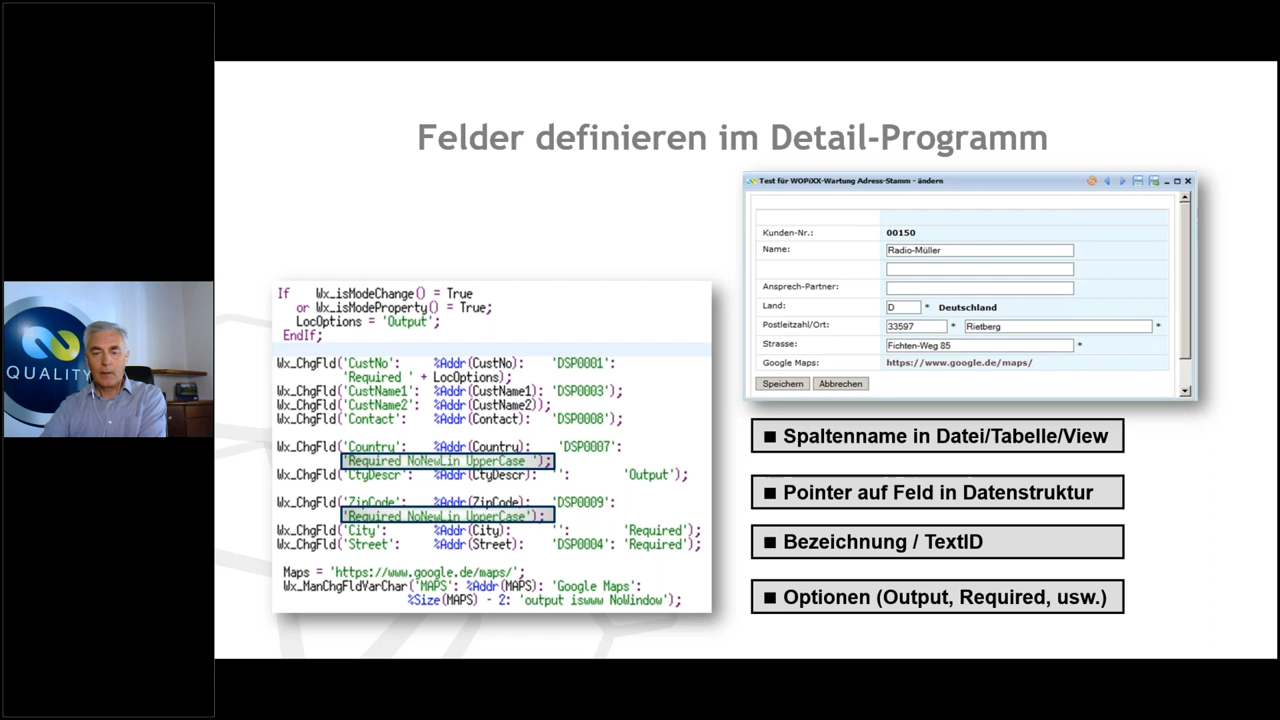 Felder definieren im Detail-Programm
Test für WOPiXX-Wartung Adress-Stamm - ändern
Kunden-Nr.: 00150
Name: Radio-Müller
Ansprech-Partner:
Land: D * Deutschland
Postleitzahl/Ort: 33597 * Rietberg *
Strasse: Fichten-Weg 85 *
Google Maps: https://www.google.de/maps/
Speichern Abbrechen
If Wx_isModeChange() = True
or Wx_isModeProperty() = True;
LocOptions = 'Output';
EndIf;
Wx_ChgFld('CustNo': %Addr(CustNo): 'DSP0001':
'Required ' + LocOptions);
Wx_ChgFld('CustName1': %Addr(CustName1): 'DSP0003');
Wx_ChgFld('CustName2': %Addr(CustName2));
Wx_ChgFld('Contact': %Addr(Contact): 'DSP0008');
Wx_ChgFld('Country': %Addr(Country): 'DSP0007':
'Required NoNewLin UpperCase ');
Wx_ChgFld('CtyDescr': %Addr(CtyDescr): '': 'Output');
Wx_ChgFld('ZipCode': %Addr(ZipCode): 'DSP0009':
'Required NoNewLin UpperCase');
Wx_ChgFld('City': %Addr(City): '': 'Required');
Wx_ChgFld('Street': %Addr(Street): 'DSP0004': 'Required');
Maps = 'https://www.google.de/maps/';
Wx_ManChgFldVarChar('MAPS': %Addr(MAPS): 'Google Maps':
%Size(MAPS) - 2: 'output iswww NoWindow');
■ Spaltenname in Datei/Tabelle/View
■ Pointer auf Feld in Datenstruktur
■ Bezeichnung / TextID
■ Optionen (Output, Required, usw.)
QUALITY